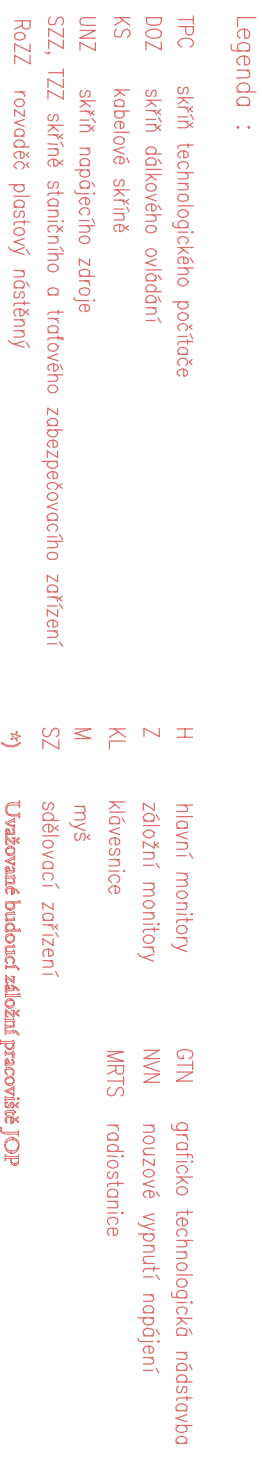 Legenda :
TPC skříň technologického počítače
DOZ skříň dálkového ovládání
KS kabelové skříně
UNZ skříň napájecího zdroje
SZZ, TZZ skříně staničního a traťového zabezpečovacího zařízení
RoZZ rozvaděč plastový nástěnný
H hlavní monitory
Z záložní monitory
KL klávesnice
M myš
SZ sdělovací zařízení
*) Uvažované budoucí záložní pracoviště JOP
GTN graficko technologická nádstavba
NVN nouzové vypnutí napájení
MRTS radiostanice